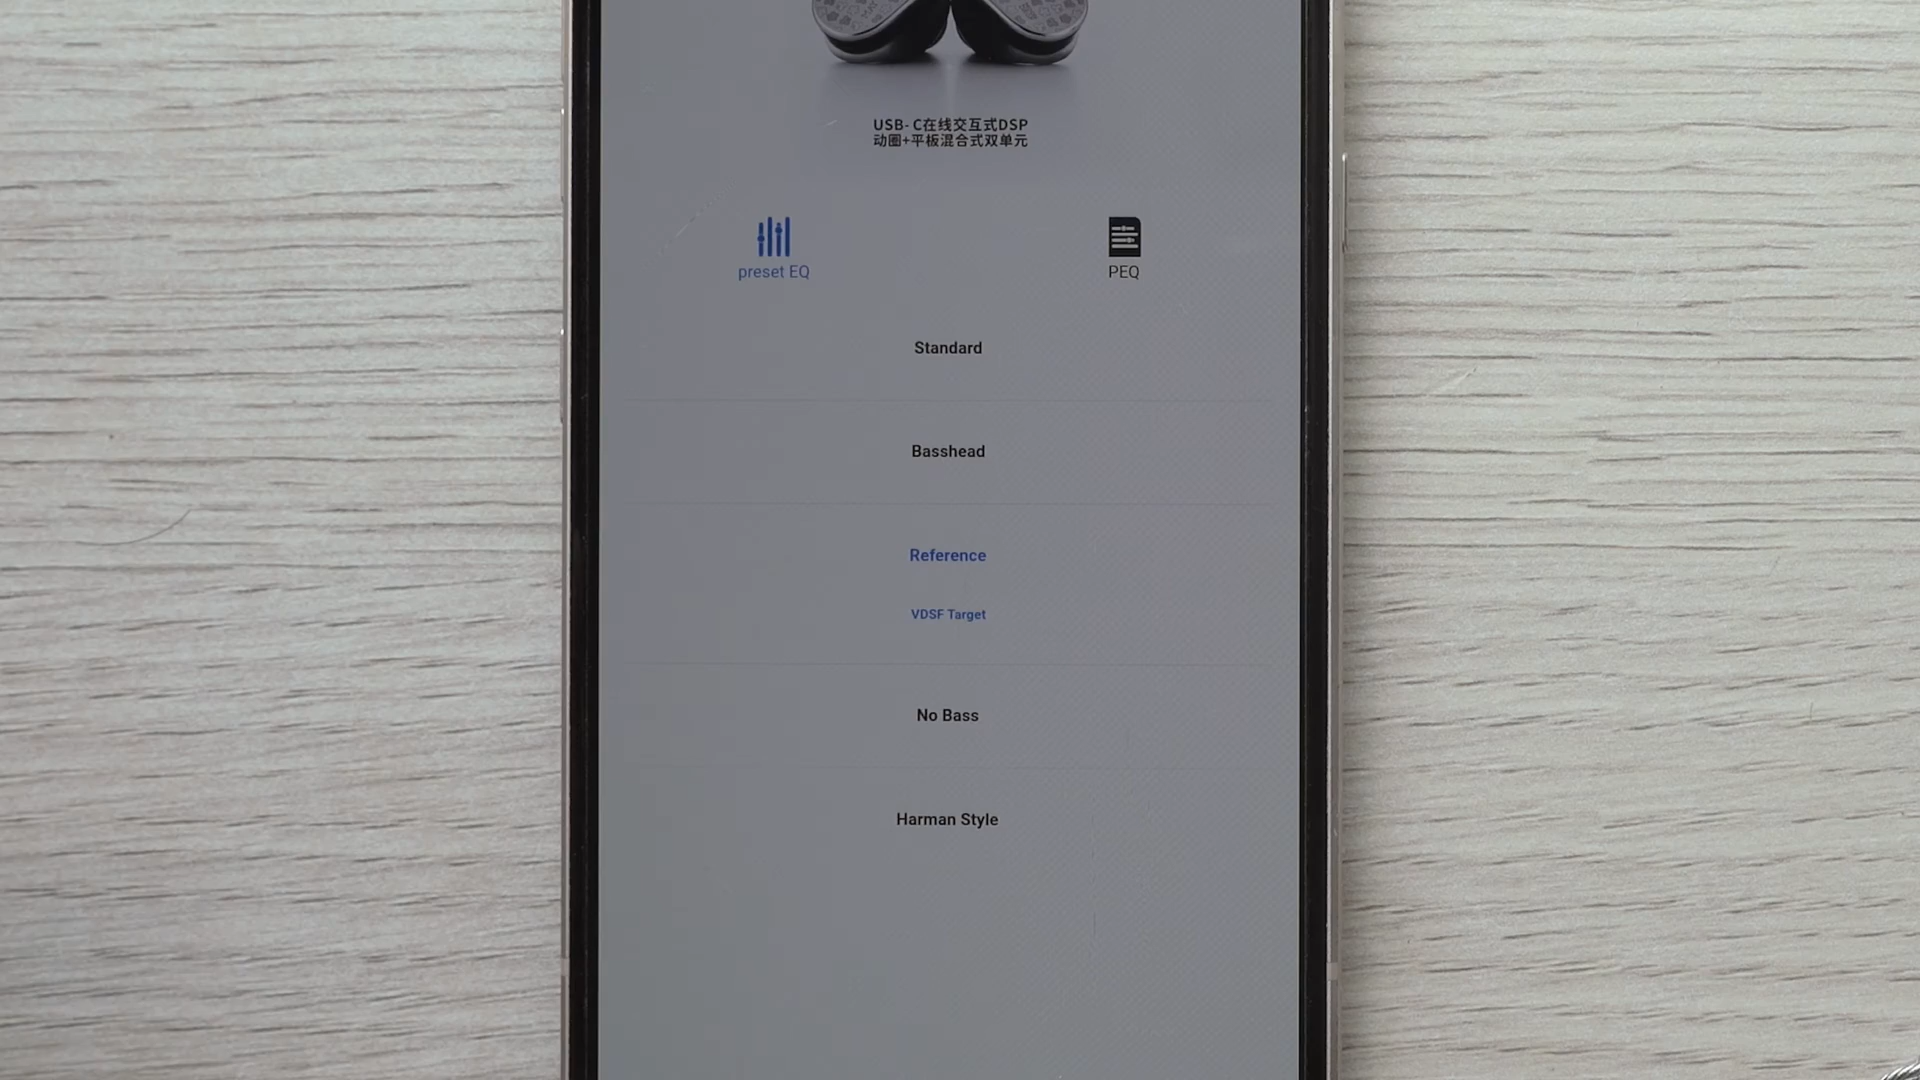 USB- C在线交互式DSP
动圈+平板混合式双单元
preset EQ
PEQ
Standard
Basshead
Reference
VDSF Target
No Bass
Harman Style